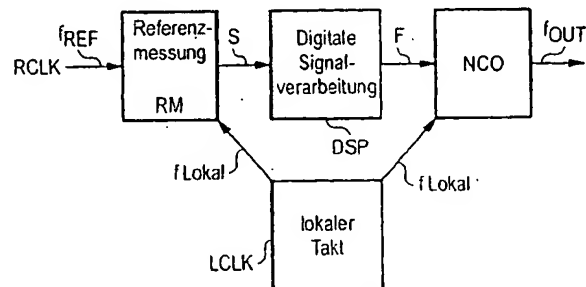 fREF
RCLK
Referenz-
messung
RM
S
Digitale
Signal-
verarbeitung
DSP
F
NCO
fOUT
f Lokal
f Lokal
lokaler
Takt
LCLK